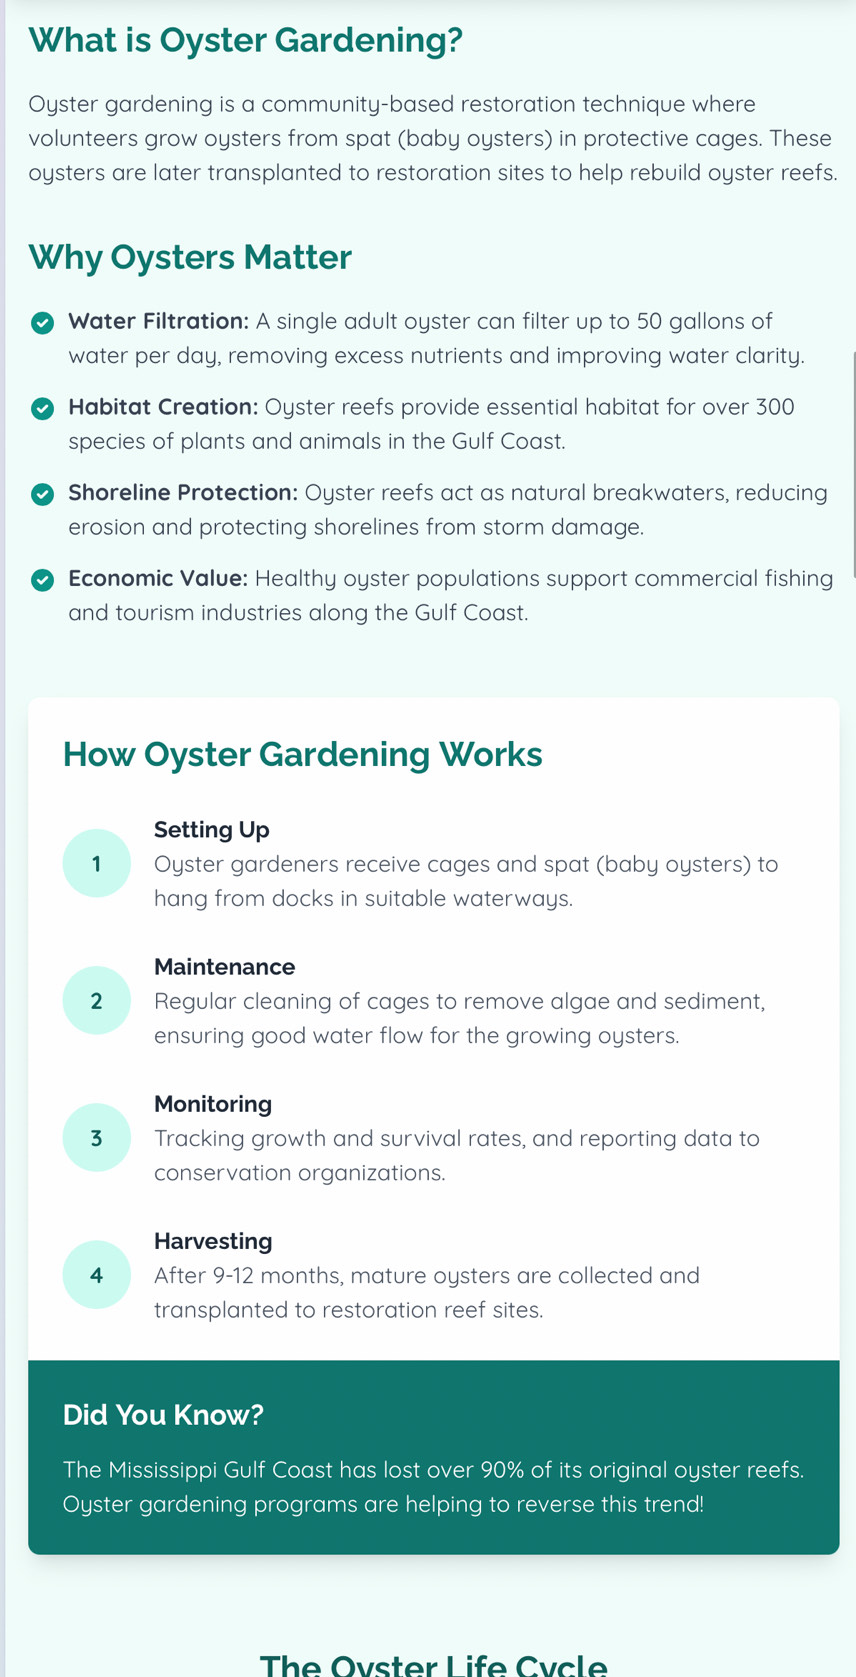 What is Oyster Gardening?
Oyster gardening is a community-based restoration technique where
volunteers grow oysters from spat (baby oysters) in protective cages. These
oysters are later transplanted to restoration sites to help rebuild oyster reefs.
Why Oysters Matter
Water Filtration: A single adult oyster can filter up to 50 gallons of
water per day, removing excess nutrients and improving water clarity.
Habitat Creation: Oyster reefs provide essential habitat for over 300
species of plants and animals in the Gulf Coast.
Shoreline Protection: Oyster reefs act as natural breakwaters, reducing
erosion and protecting shorelines from storm damage.
Economic Value: Healthy oyster populations support commercial fishing
and tourism industries along the Gulf Coast.
How Oyster Gardening Works
Setting Up
1
Oyster gardeners receive cages and spat (baby oysters) to
hang from docks in suitable waterways.
Maintenance
2
Regular cleaning of cages to remove algae and sediment,
ensuring good water flow for the growing oysters.
Monitoring
3
Tracking growth and survival rates, and reporting data to
conservation organizations.
Harvesting
4
After 9-12 months, mature oysters are collected and
transplanted to restoration reef sites.
Did You Know?
The Mississippi Gulf Coast has lost over 90% of its original oyster reefs.
Oyster gardening programs are helping to reverse this trend!
The Oyster Life Cycle